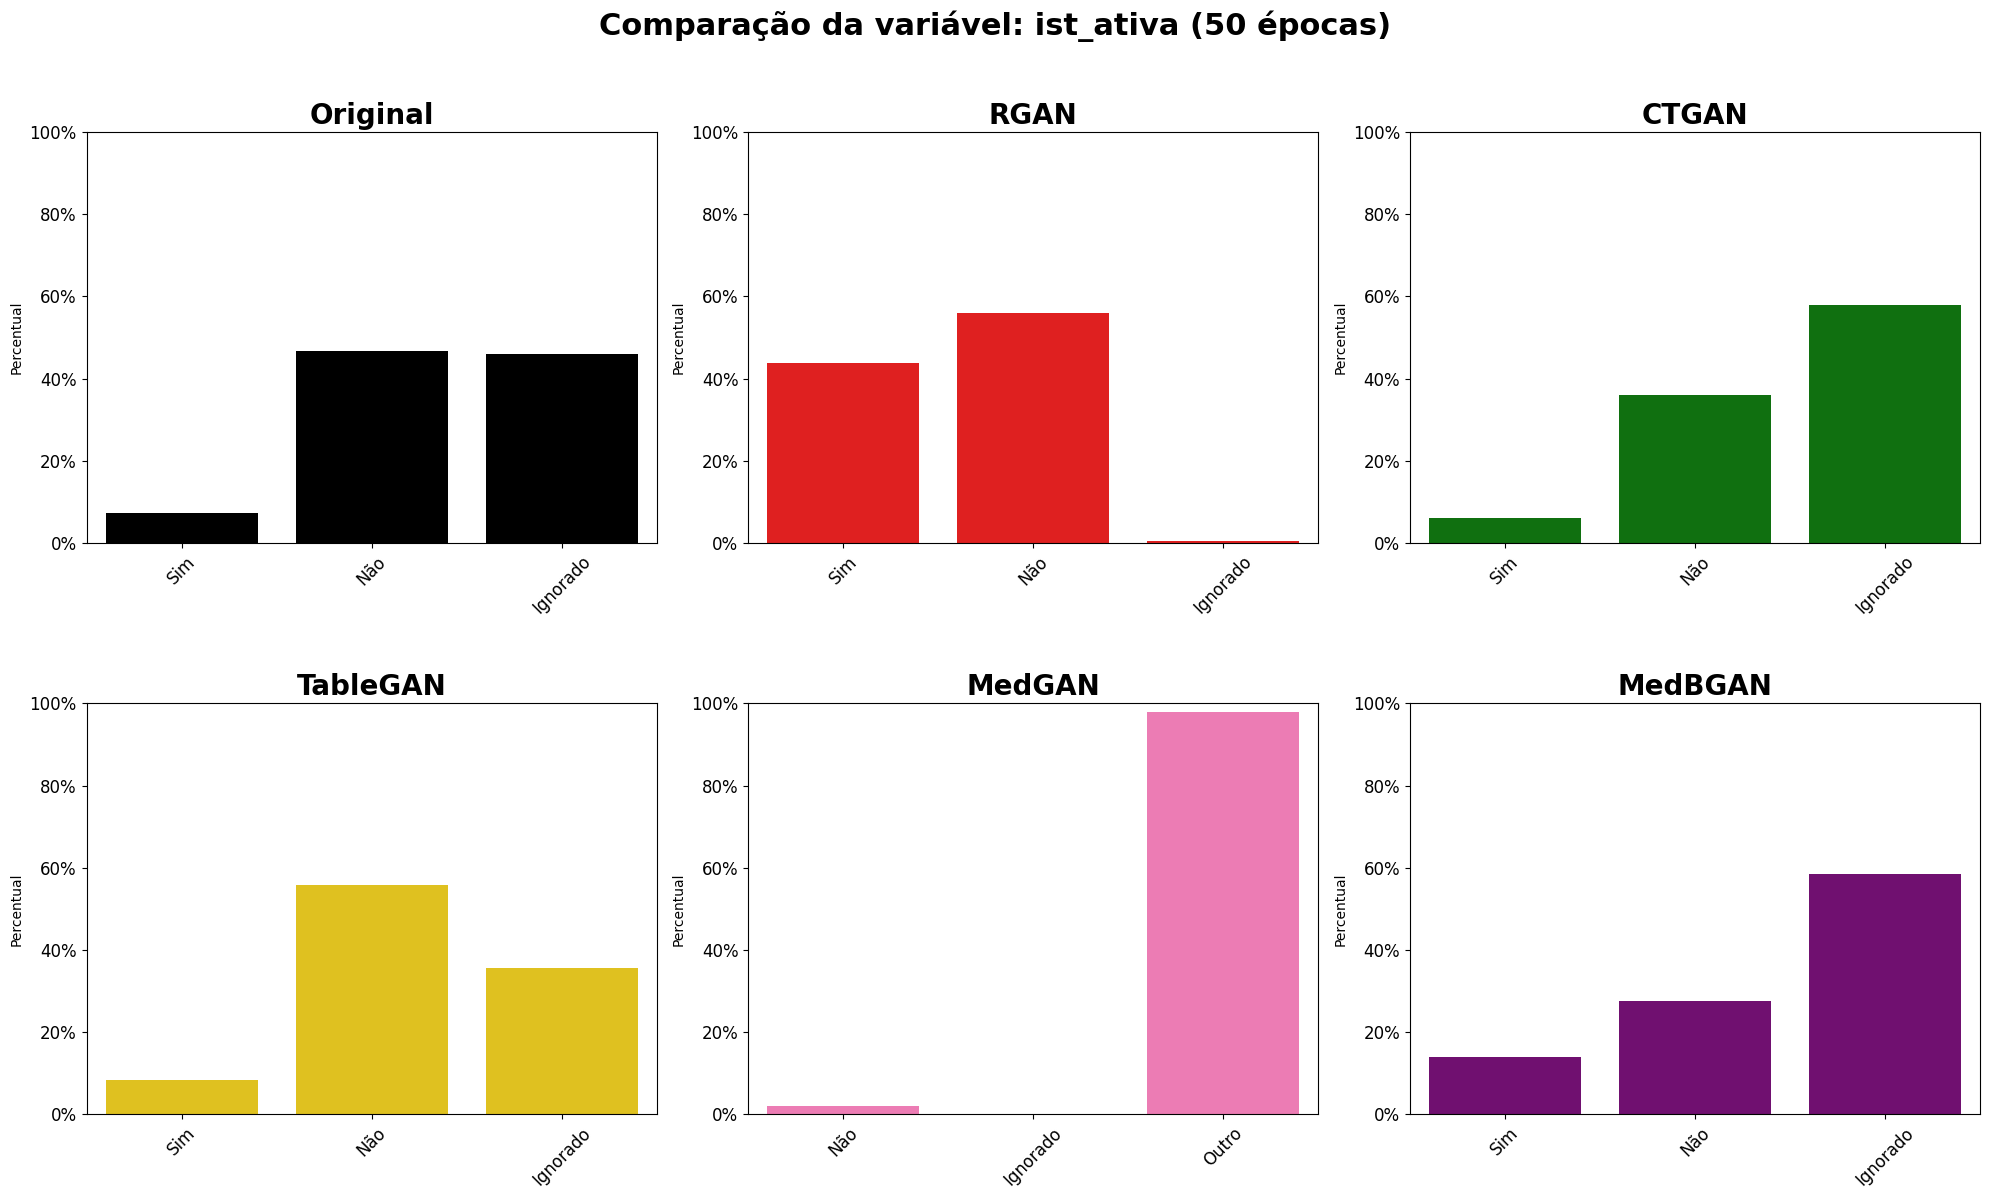 Comparação da variável: ist_ativa (50 épocas)
Original
100%
80%
60%
40%
20%
0%
Percentual
Sim
Não
Ignorado
RGAN
100%
80%
60%
40%
20%
0%
Percentual
Sim
Não
Ignorado
CTGAN
100%
80%
60%
40%
20%
0%
Percentual
Sim
Não
Ignorado
TableGAN
100%
80%
60%
40%
20%
0%
Percentual
Sim
Não
Ignorado
MedGAN
100%
80%
60%
40%
20%
0%
Percentual
Não
Ignorado
Outro
MedBGAN
100%
80%
60%
40%
20%
0%
Percentual
Sim
Não
Ignorado